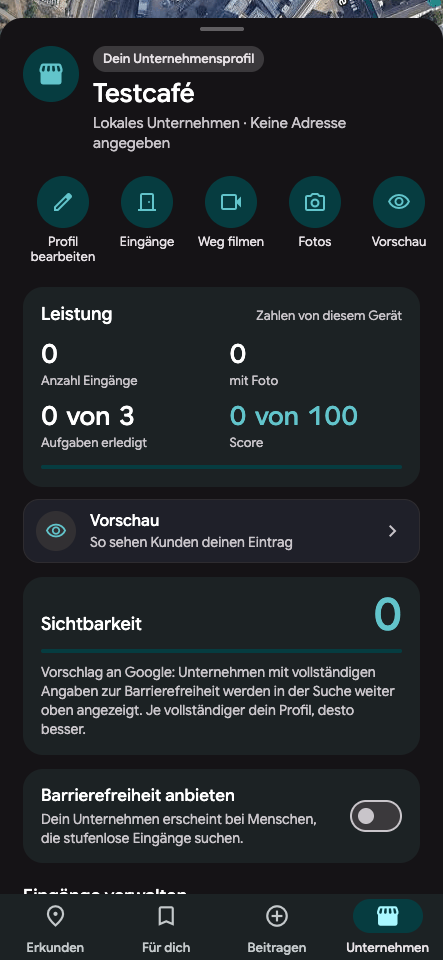 Dein Unternehmensprofil
Testcafé
Lokales Unternehmen · Keine Adresse
angegeben
Profil
bearbeiten
Eingänge
Weg filmen
Fotos
Vorschau
Leistung
Zahlen von diesem Gerät
0
0
Anzahl Eingänge
mit Foto
0 von 3
0 von 100
Aufgaben erledigt
Score
Vorschau
So sehen Kunden deinen Eintrag
Sichtbarkeit
0
Vorschlag an Google: Unternehmen mit vollständigen
Angaben zur Barrierefreiheit werden in der Suche weiter
oben angezeigt. Je vollständiger dein Profil, desto
besser.
Barrierefreiheit anbieten
Dein Unternehmen erscheint bei Menschen,
die stufenlose Eingänge suchen.
Eingänge verwalten
Erkunden
Für dich
Beitragen
Unternehmen